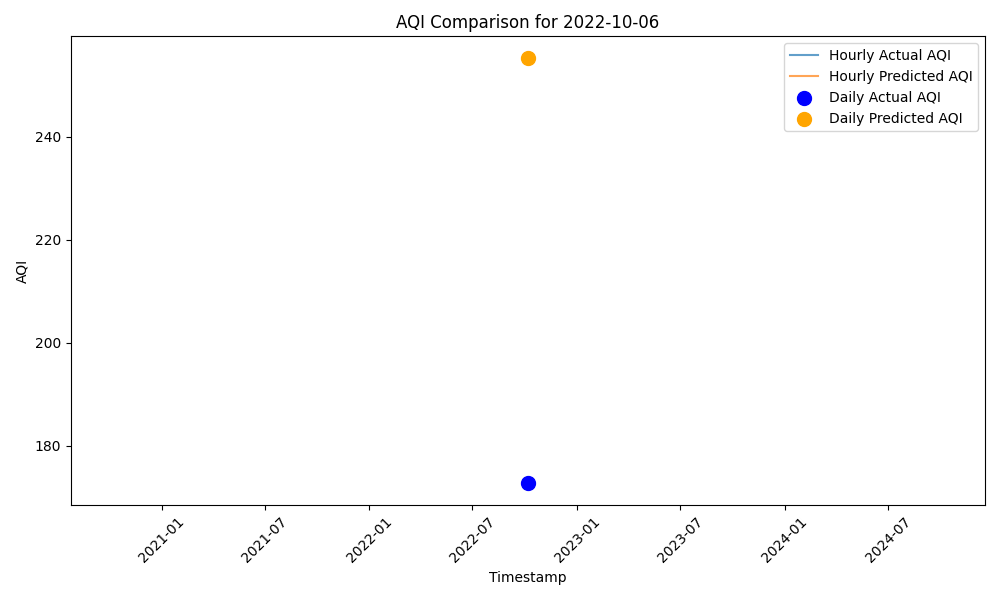 AQI Comparison for 2022-10-06
Hourly Actual AQI
Hourly Predicted AQI
Daily Actual AQI
Daily Predicted AQI
AQI
240
220
200
180
2021-01
2021-07
2022-01
2022-07
2023-01
2023-07
2024-01
2024-07
Timestamp